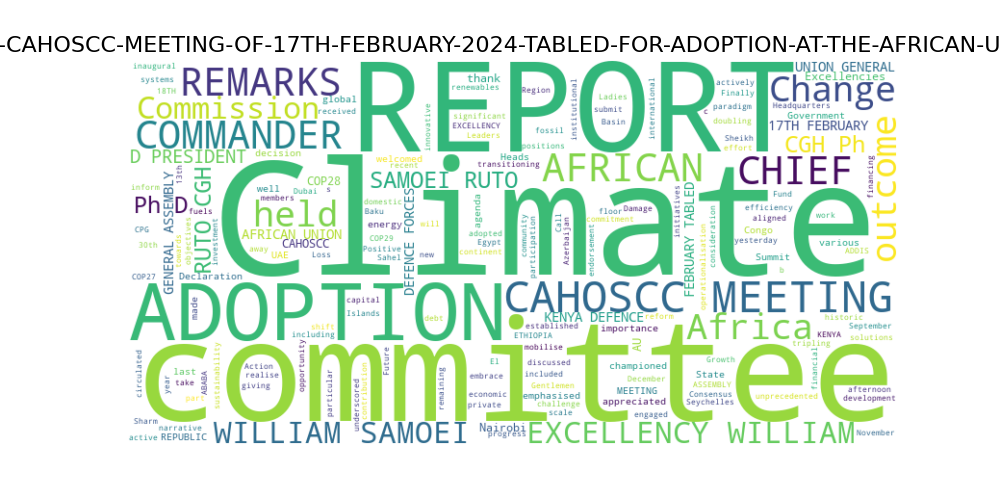 -CAHOSCC-MEETING-OF-17TH-FEBRUARY-2024-TABLED-FOR-ADOPTION-AT-THE-AFRICAN-U
inaugural
systems
18TH
REMARKS
Commission
global
received
COMMANDER
innovative
REPORT
thank
renewables
significant
EXCELLENCY
Leaders
positions
Region
fossil
institutional
Ladies
submit
Basin
international
actively
Finally
paradigm
doubling
Sheikh
effort
c
UNION GENERAL
Excellencies
Change
Headquarters
Government
17TH FEBRUARY
CGH Ph
outcome
D PRESIDENT
decision
welcomed
recent
Heads
transitioning
AFRICAN
CHIEF
financing
inform
13th
Ph D
fuels
CPG
30th
COP27
GENERAL ASSEMBLY
comords
objectives
RUTO CGH
investment
well
members
Dubai
COP28
s
held
AFRICAN UNION
away
UAE
CAHOSCC
Loss
Declaration
Climate
SAMOEI RUTO
domestic
Baku
energy
COP29
Positive
Sahel
DEFENCE FORCES
will
new
agenda
adopted
Egypt
continent
community
participation
floor
Damage
commitment
Call
Azerbaijan
endorsement
initiatives
FEBRUARY TABLED
consideration
operationalisation
Fund
efficiency
aligned
Congo
yesterday
Summit
b
work
various
ADDIS
ADOPTION
CAHOSCC MEETING
made
capital
Islands
shift
including
debt
KENYA DEFENCE
established
ETHIOPIA
importance
reform
mobilise
AU
Africa
historic
KENYA
September
tripling
solutions
committee
circulated
last
year
take
part
ABABA
sustainability
Action
realise
giving
opportunity
particular
Future
underscored
contribution
remaining
El
embrace
economic
private
discussed
included
emphasised
Gentlemen
challenge
scale
championed
December
MEETING
appreciated
engaged
State
Growth
ASSEMBLY
Consensus
Seychelles
unprecedented
financial
afternoon
development
Sharm
narrative
active
REPUBLIC
WILLIAM SAMOEI
Nairobi
progress
EXCELLENCY WILLIAM
November